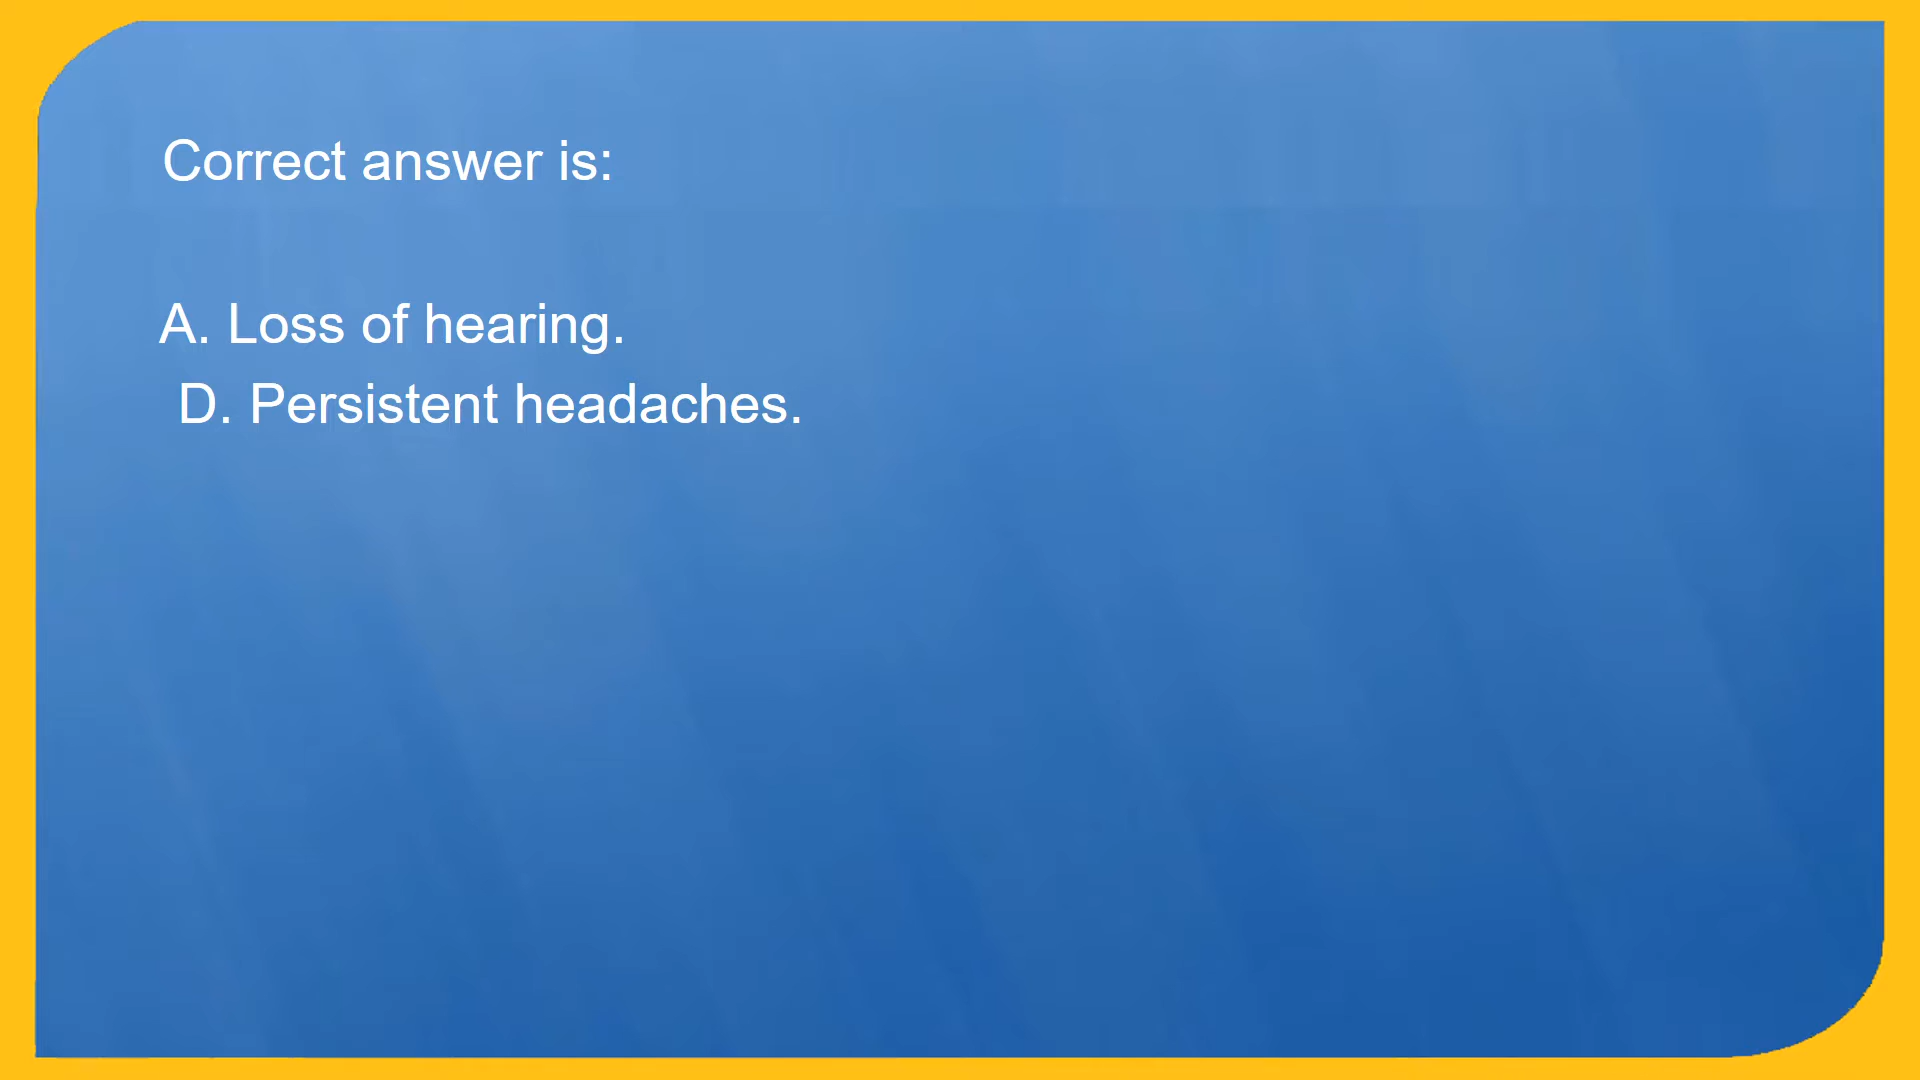 Correct answer is:
A. Loss of hearing.
D. Persistent headaches.